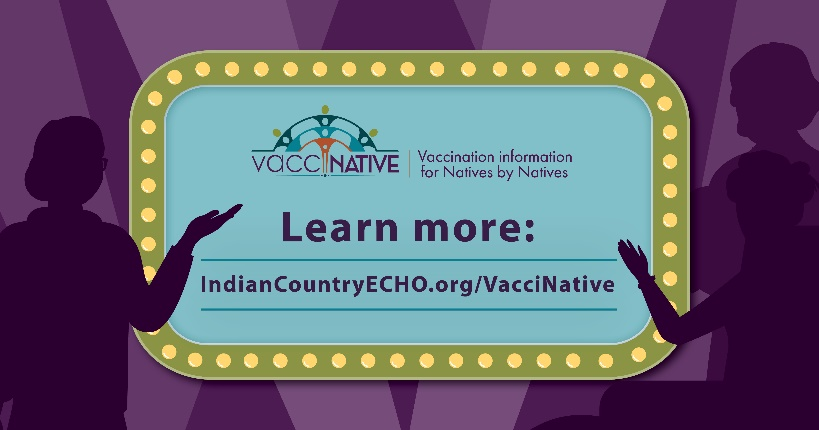 VACCINATIVE
Vaccination information
for Natives by Natives
Learn more:
IndianCountryECHO.org/VacciNative